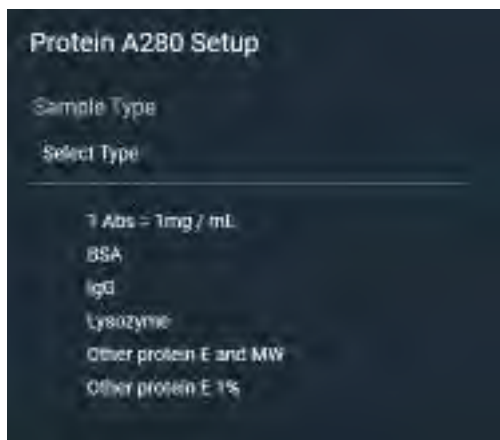 Protein A280 Setup
Sample Type
Select Type
1 Abs = 1mg / mL
BSA
IgG
Lysozyme
Other protein E and MW
Other protein E 1%